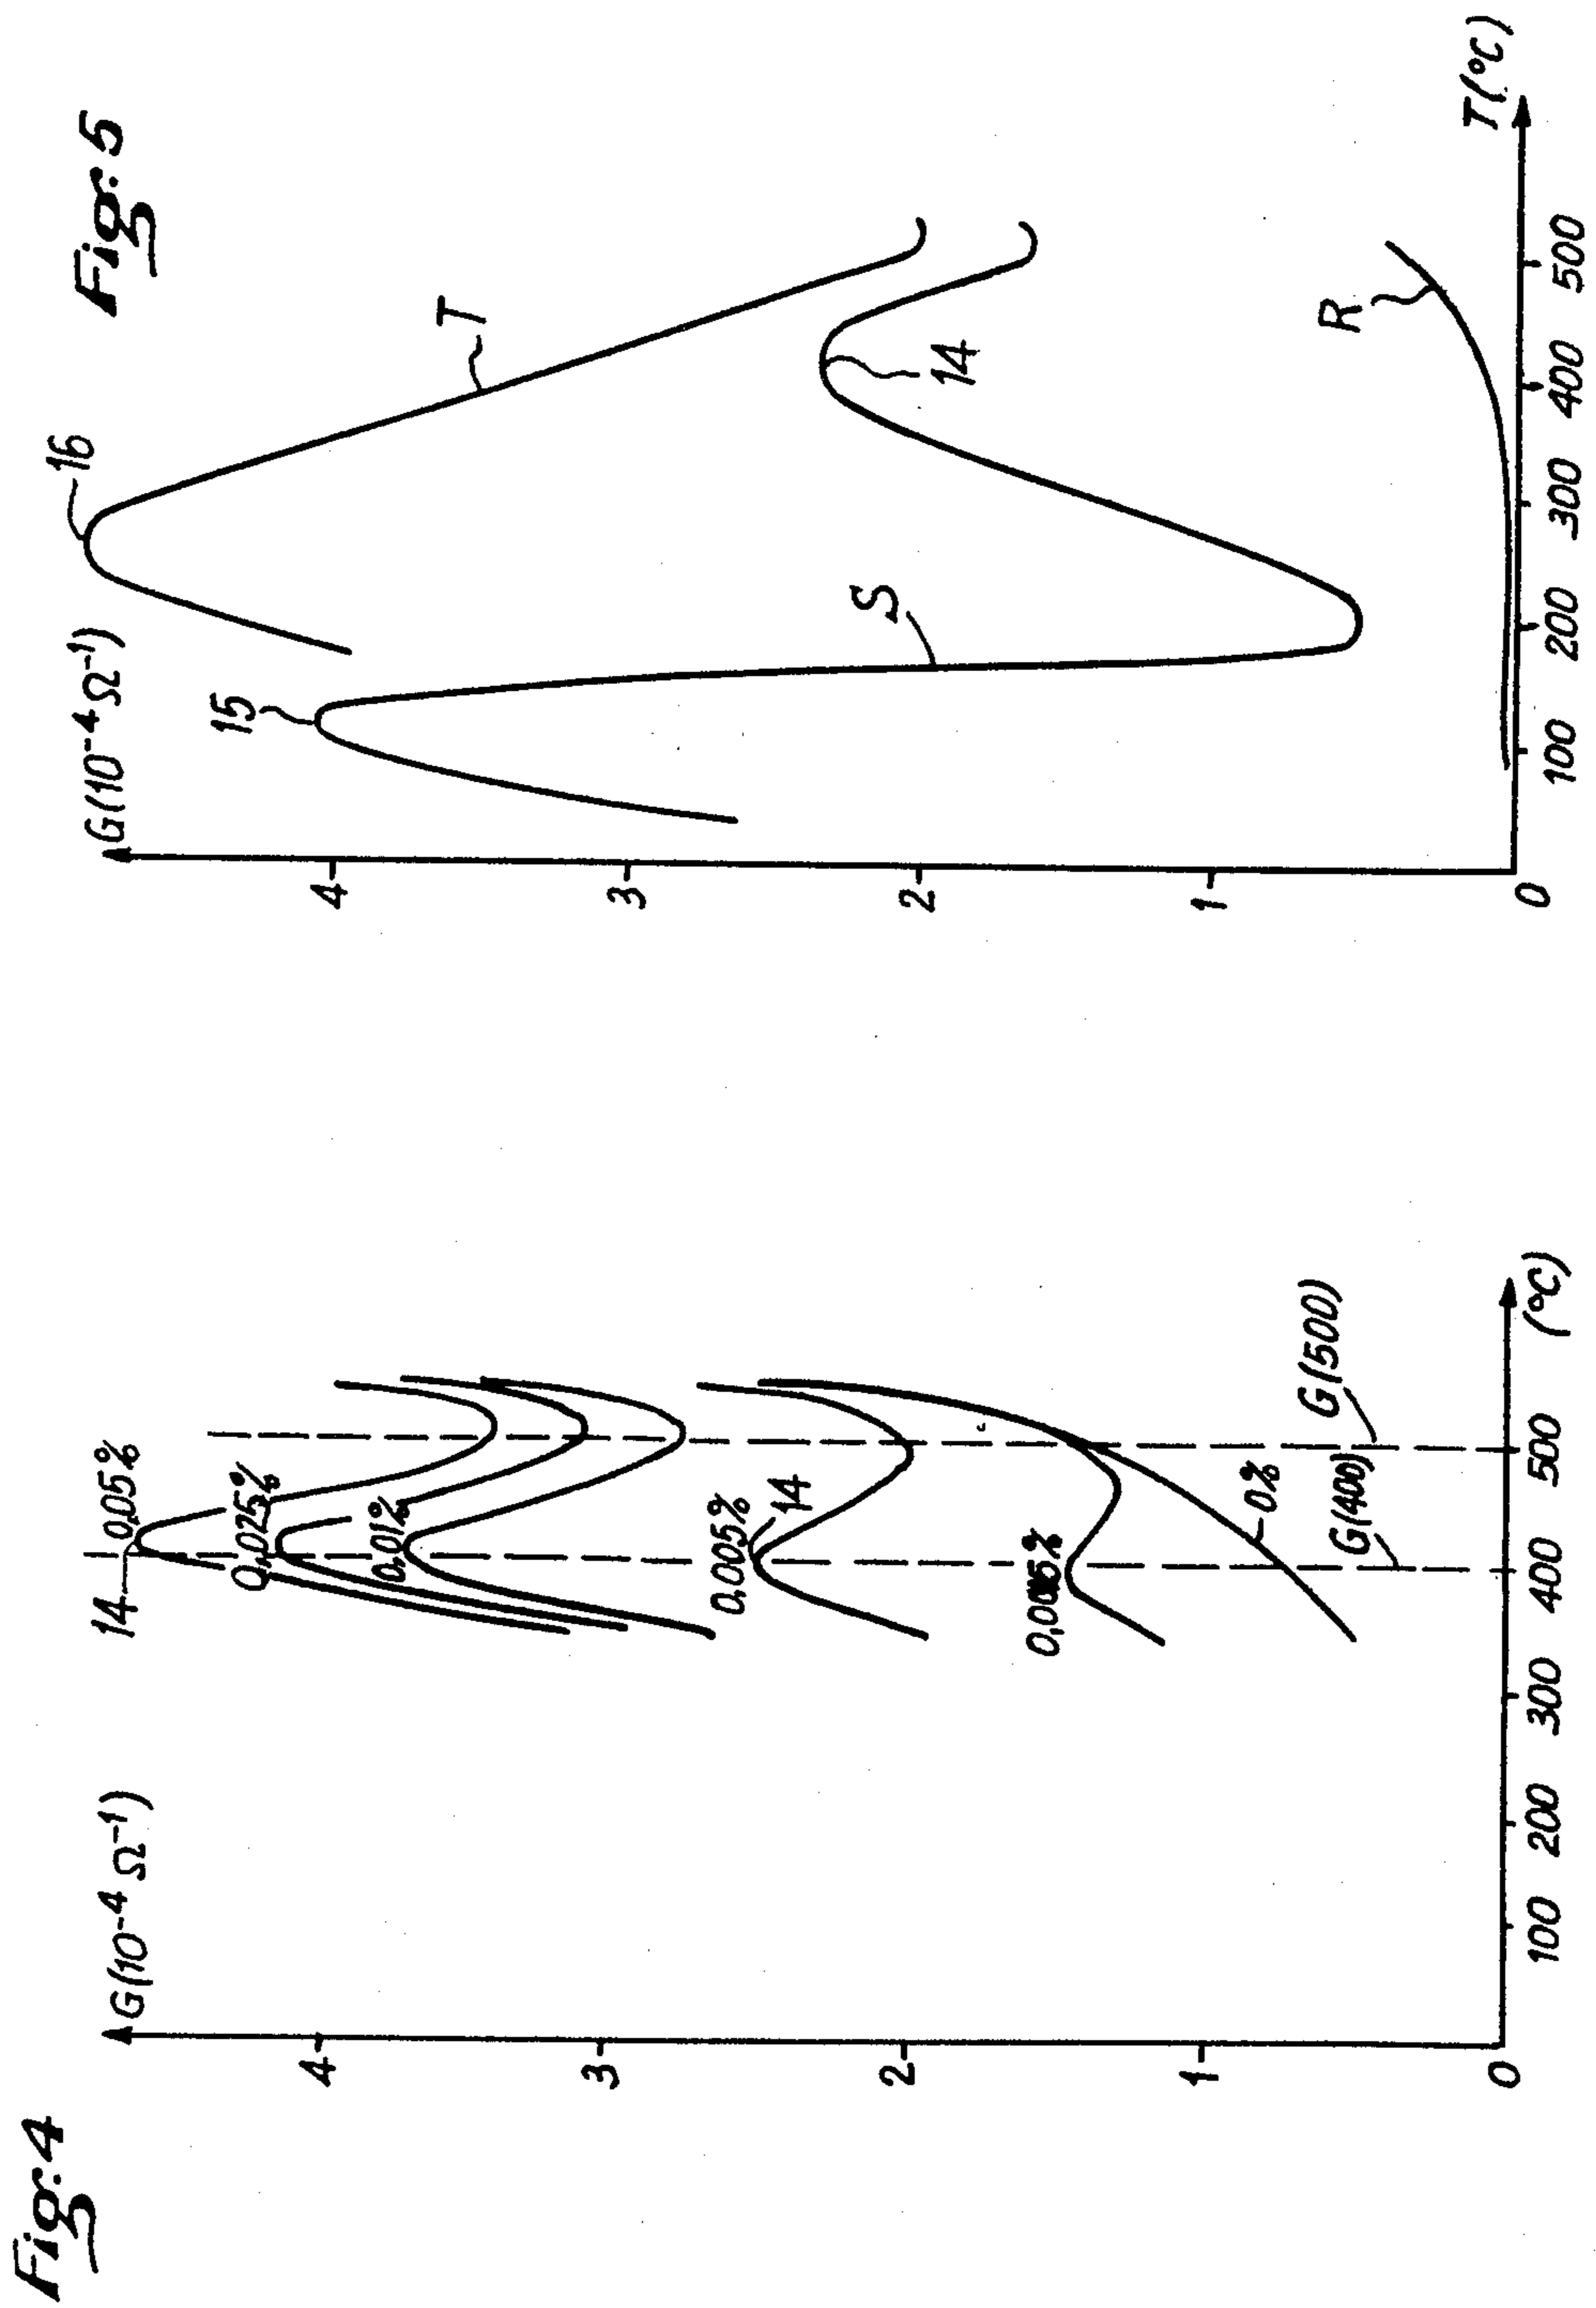 Fig. 4
G(10⁻⁴ Ω⁻¹)
14
0,05%
0,025%
0,01%
0,005%
14
0%
G(400)
G(500)
4
3
2
1
0
100 200 300 400 500 (°C)
Fig. 5
G(10⁻⁴ Ω⁻¹)
16
15
T
S
14
R
4
3
2
1
0
100 200 300 400 500
T(°C)